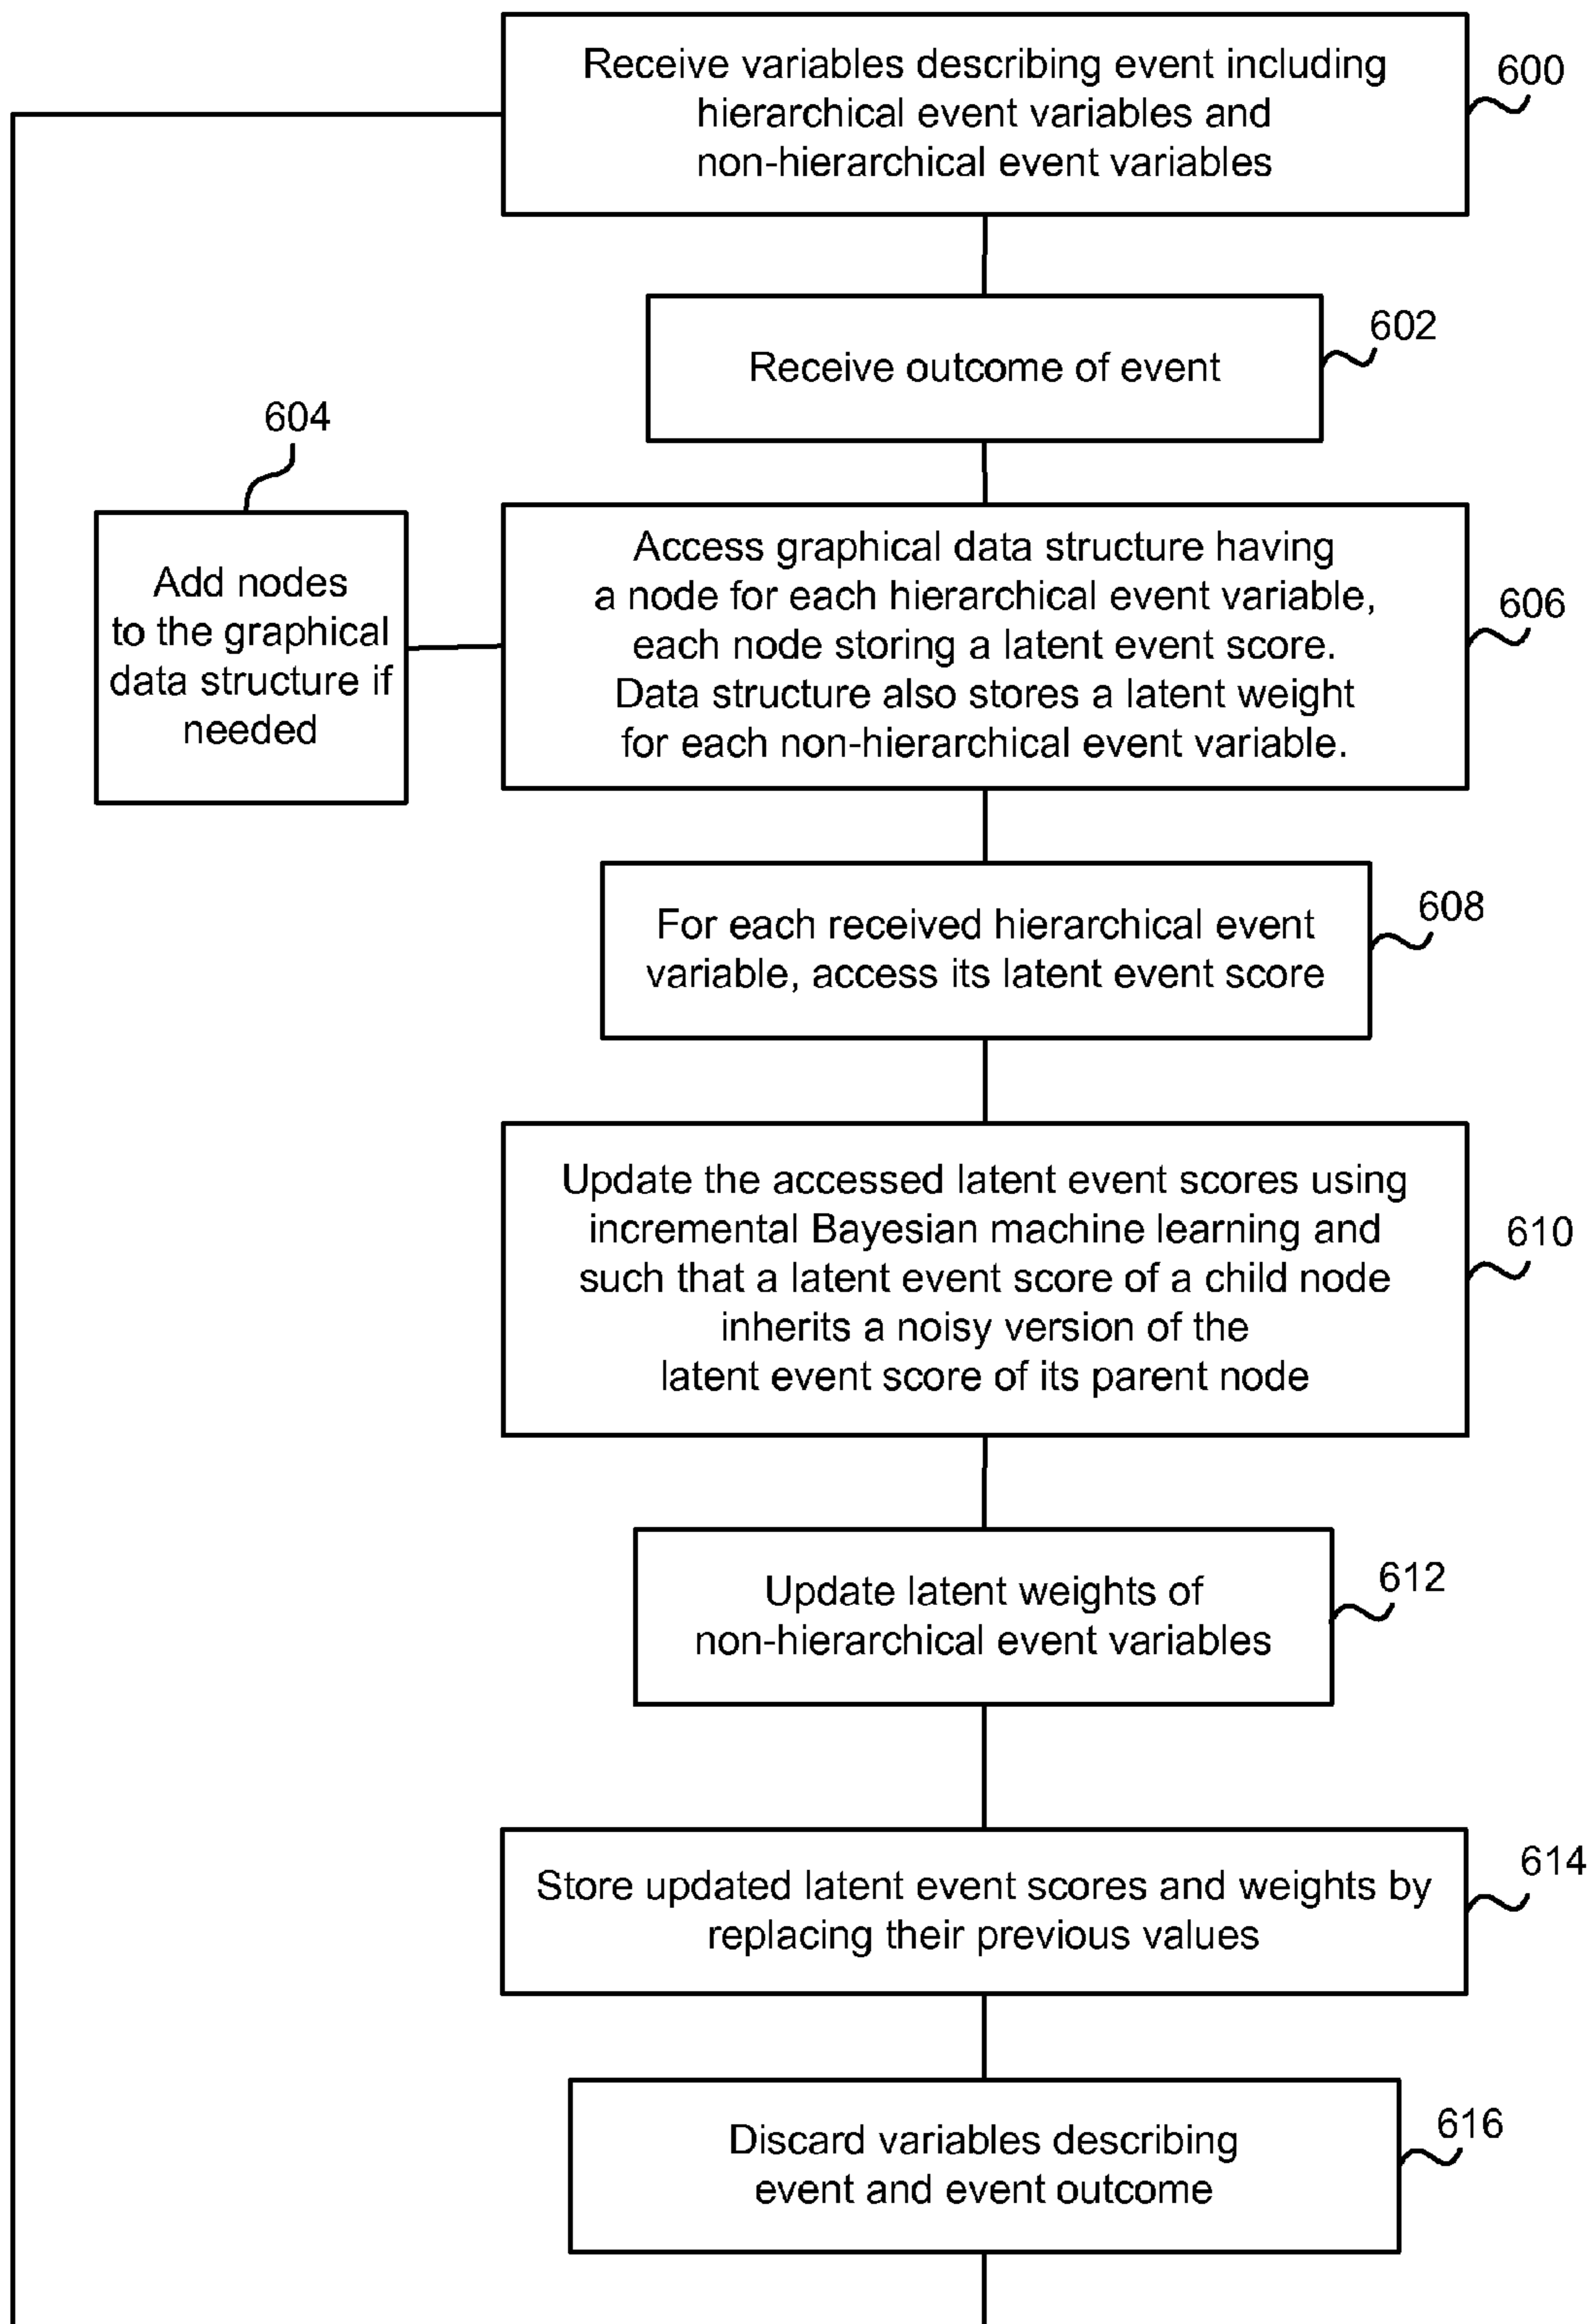 Receive variables describing event including
hierarchical event variables and
non-hierarchical event variables
600
Receive outcome of event
602
604
Add nodes
to the graphical
data structure if
needed
Access graphical data structure having
a node for each hierarchical event variable,
each node storing a latent event score.
Data structure also stores a latent weight
for each non-hierarchical event variable.
606
For each received hierarchical event
variable, access its latent event score
608
Update the accessed latent event scores using
incremental Bayesian machine learning and
such that a latent event score of a child node
inherits a noisy version of the
latent event score of its parent node
610
Update latent weights of
non-hierarchical event variables
612
Store updated latent event scores and weights by
replacing their previous values
614
Discard variables describing
event and event outcome
616